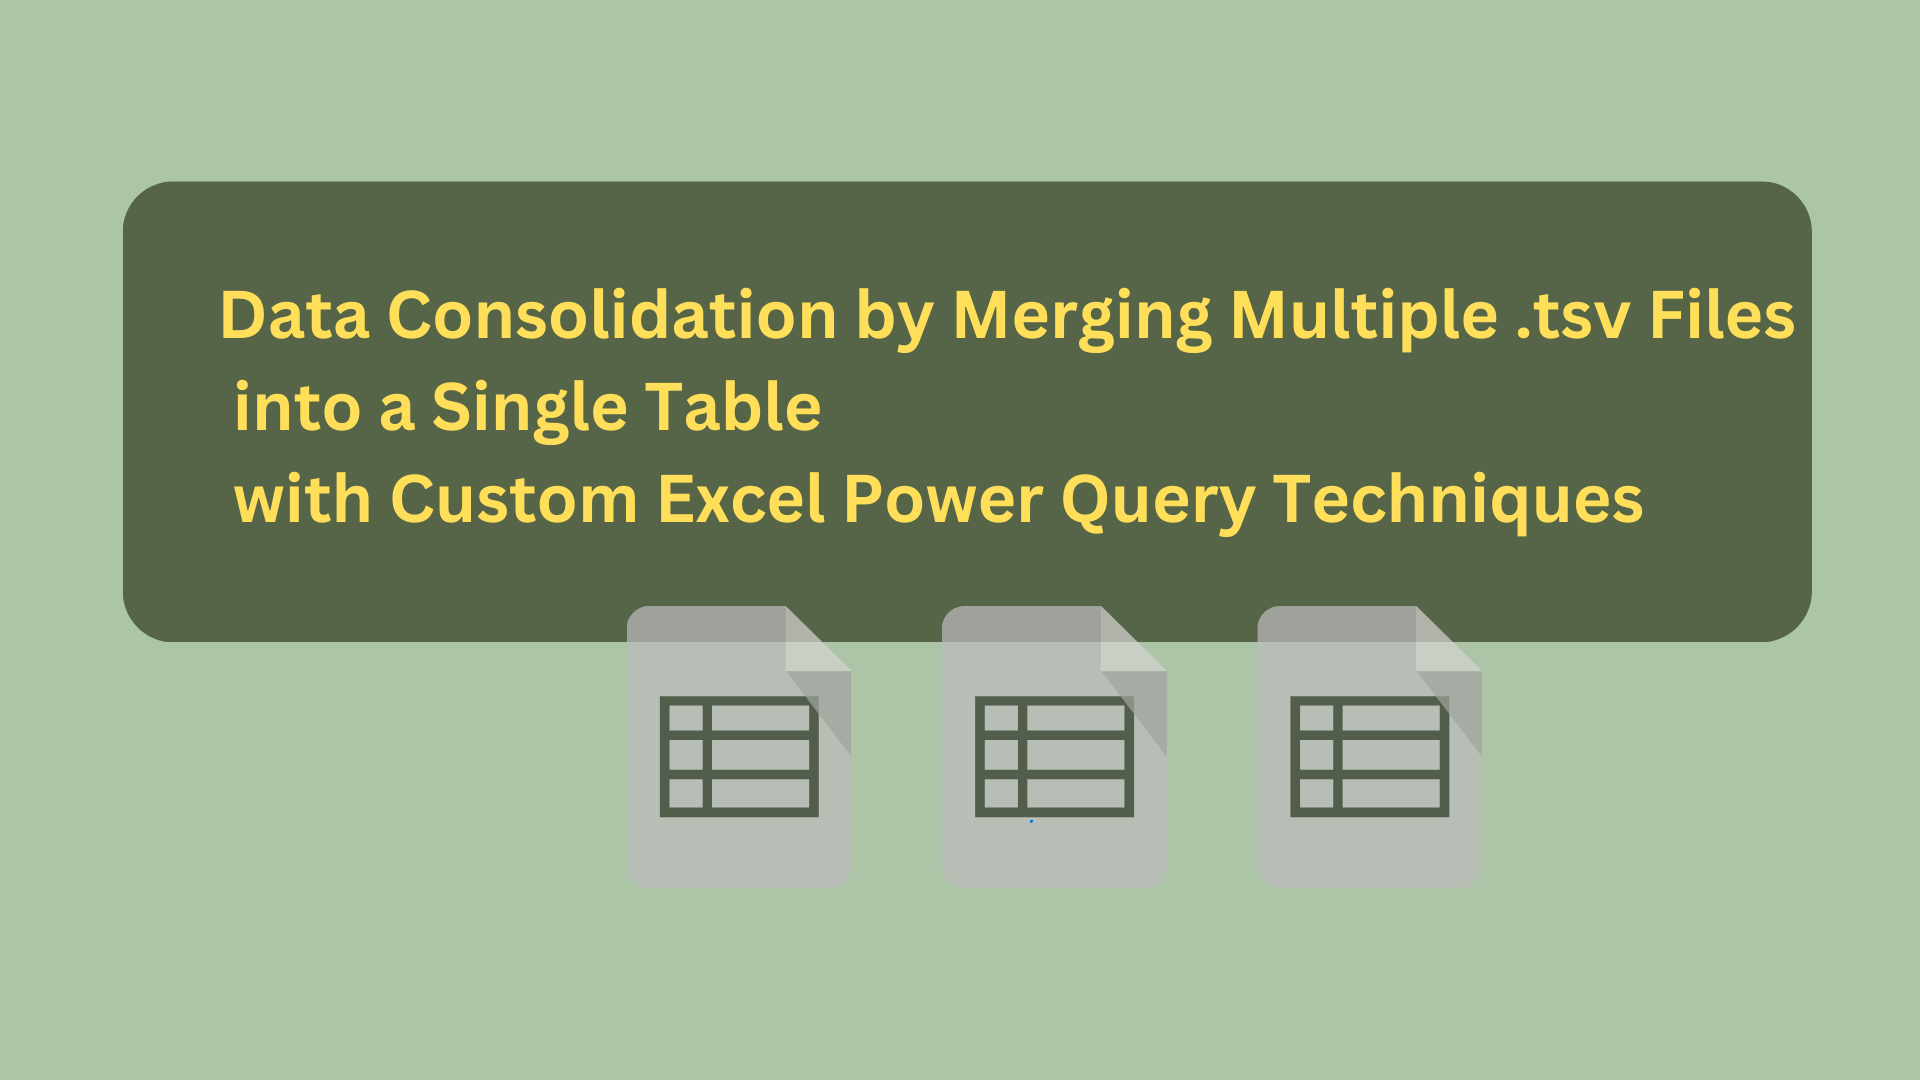 Data Consolidation by Merging Multiple .tsv Files
into a Single Table
with Custom Excel Power Query Techniques